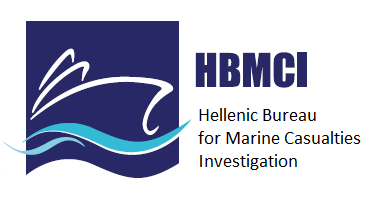 HBMCI
Hellenic Bureau
for Marine Casualties
Investigation